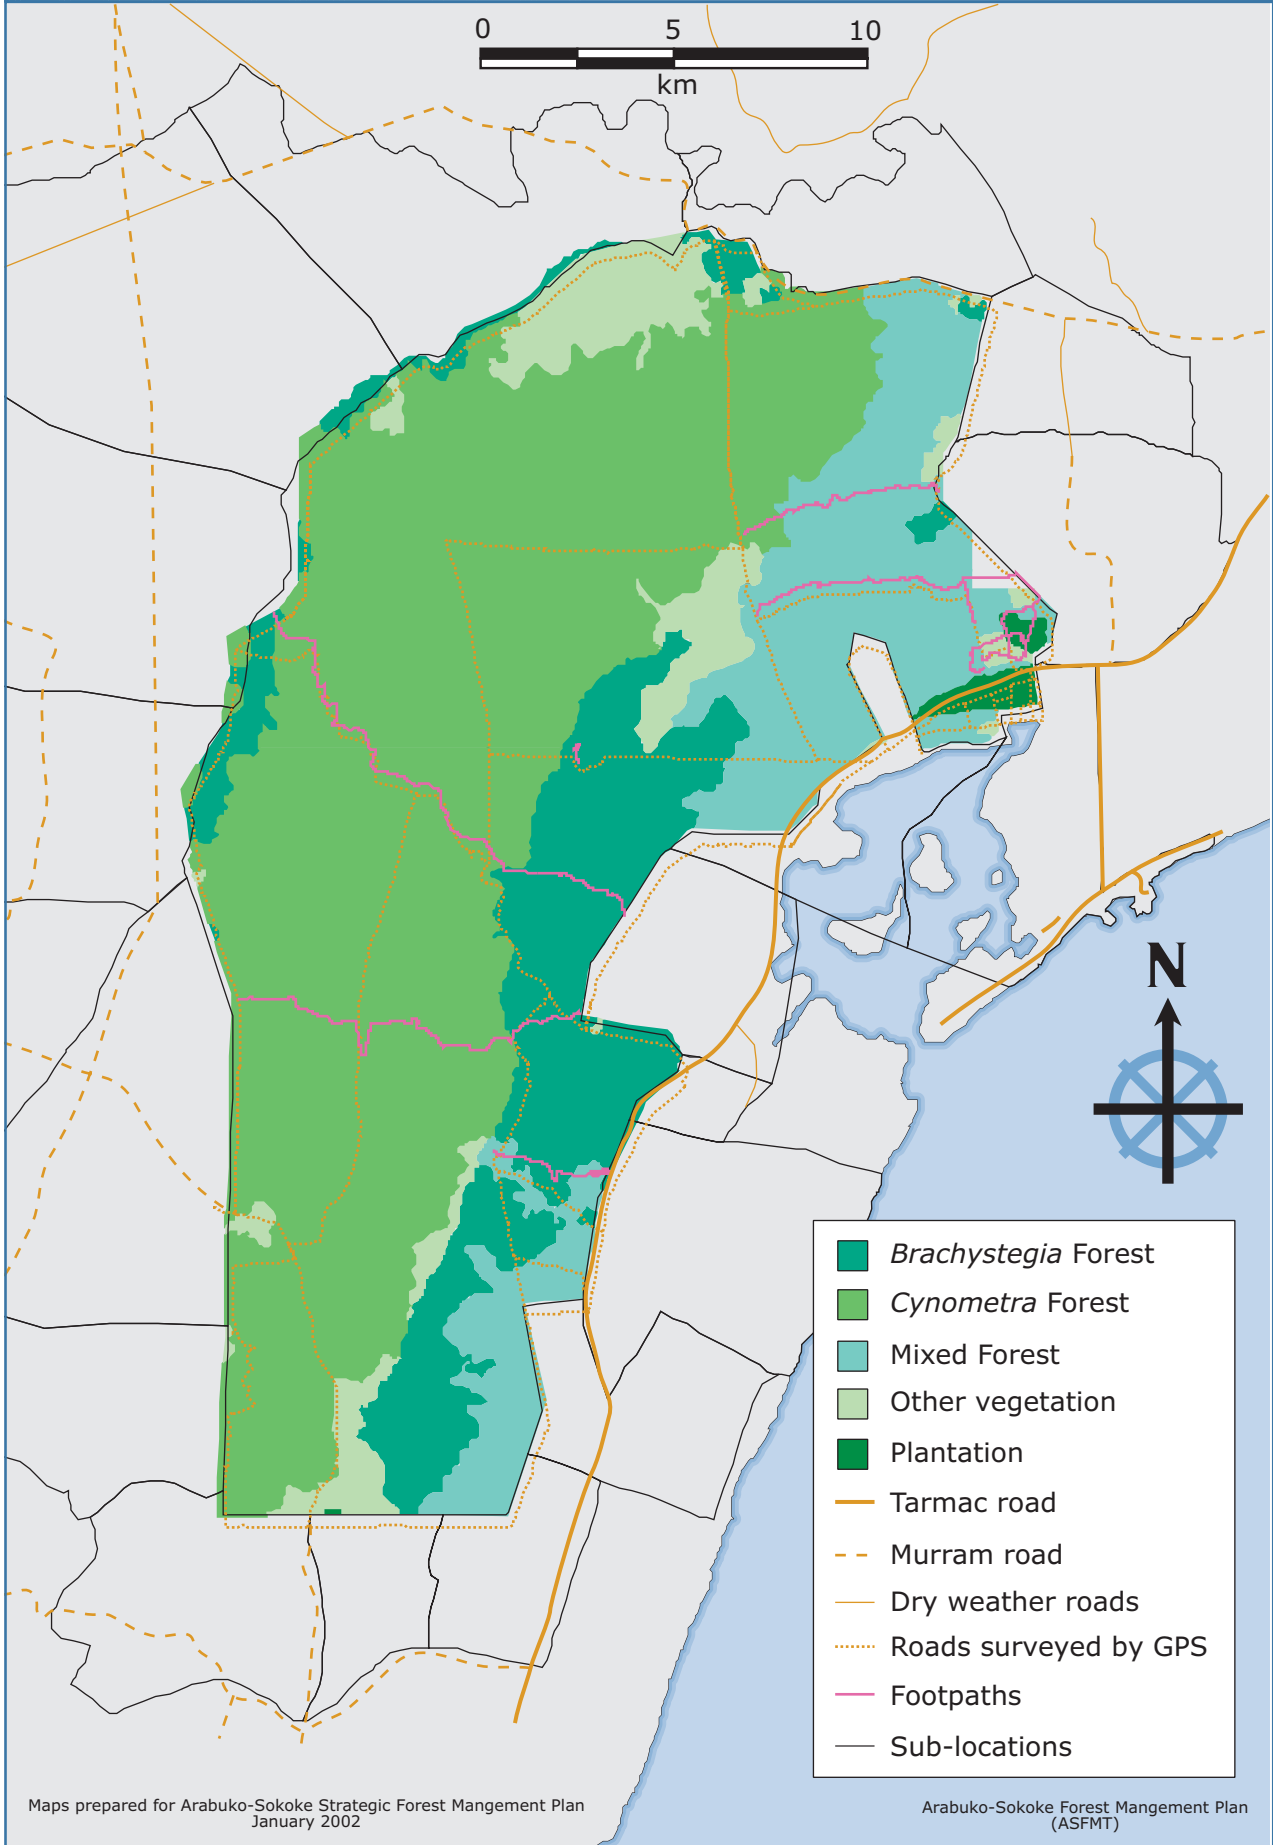 0 5 10
km
N
Brachystegia Forest
Cynometra Forest
Mixed Forest
Other vegetation
Plantation
Tarmac road
Murram road
Dry weather roads
Roads surveyed by GPS
Footpaths
Sub-locations
Maps prepared for Arabuko-Sokoke Strategic Forest Mangement Plan
January 2002
Arabuko-Sokoke Forest Mangement Plan
(ASFMT)